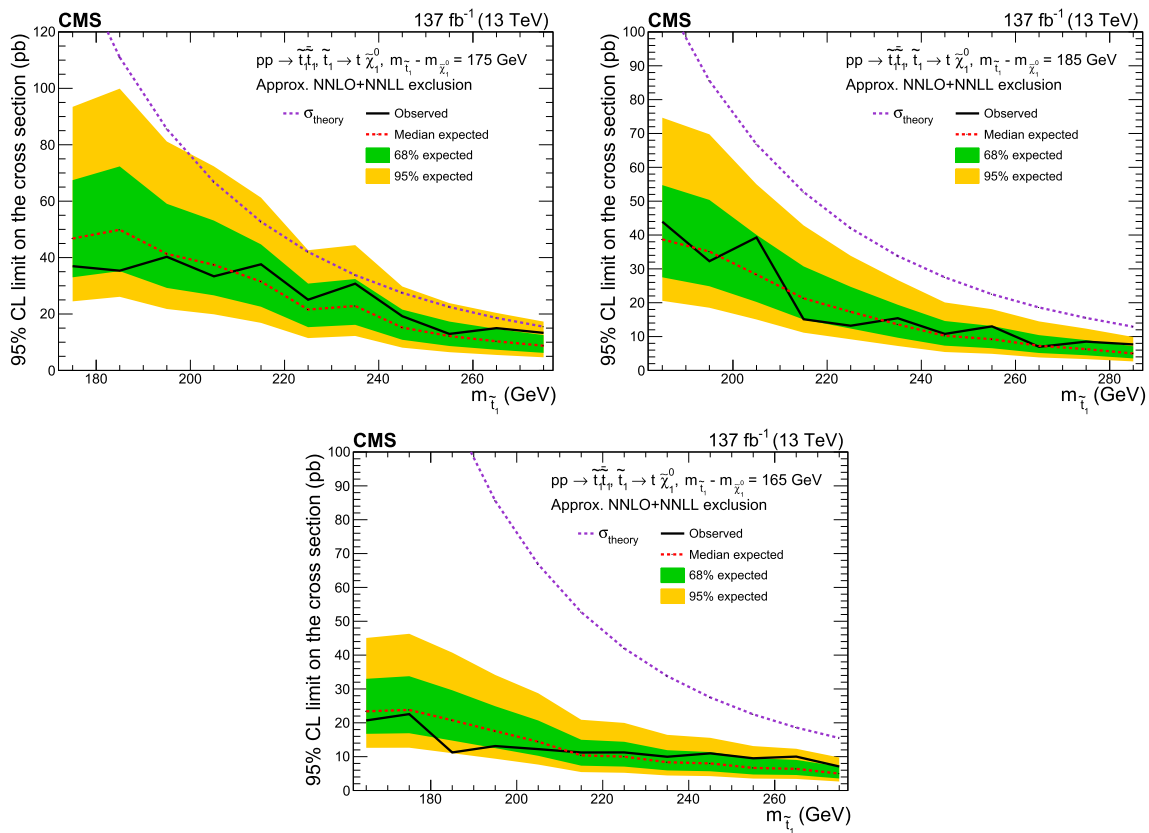 CMS 137 fb⁻¹ (13 TeV)
pp → t̃₁t̃̄₁, t̃₁ → t χ̃₁⁰, m_t̃₁ - m_χ̃₁⁰ = 175 GeV
Approx. NNLO+NNLL exclusion
σ_theory Observed
Median expected
68% expected
95% expected
95% CL limit on the cross section (pb)
120
100
80
60
40
20
0
180 200 220 240 260
m_t̃₁ (GeV)
CMS 137 fb⁻¹ (13 TeV)
pp → t̃₁t̃̄₁, t̃₁ → t χ̃₁⁰, m_t̃₁ - m_χ̃₁⁰ = 185 GeV
Approx. NNLO+NNLL exclusion
σ_theory Observed
Median expected
68% expected
95% expected
95% CL limit on the cross section (pb)
100
90
80
70
60
50
40
30
20
10
0
200 220 240 260 280
m_t̃₁ (GeV)
CMS 137 fb⁻¹ (13 TeV)
pp → t̃₁t̃̄₁, t̃₁ → t χ̃₁⁰, m_t̃₁ - m_χ̃₁⁰ = 165 GeV
Approx. NNLO+NNLL exclusion
σ_theory Observed
Median expected
68% expected
95% expected
95% CL limit on the cross section (pb)
100
90
80
70
60
50
40
30
20
10
0
180 200 220 240 260
m_t̃₁ (GeV)